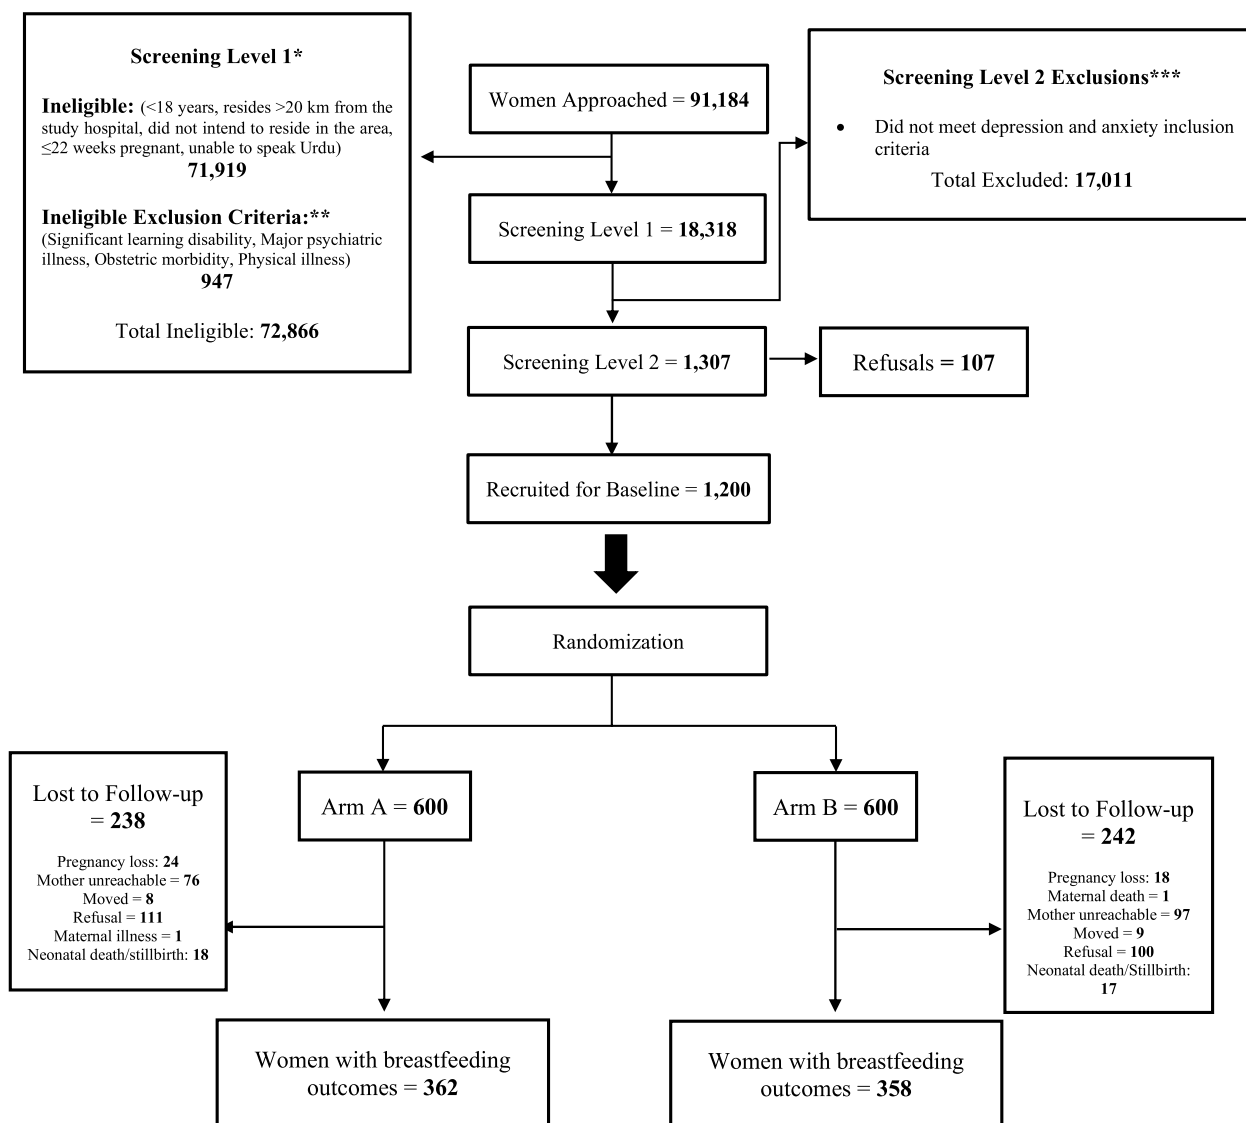 Screening Level 1*
Ineligible: (<18 years, resides >20 km from the
study hospital, did not intend to reside in the area,
≤22 weeks pregnant, unable to speak Urdu)
71,919
Ineligible Exclusion Criteria:**
(Significant learning disability, Major psychiatric
illness, Obstetric morbidity, Physical illness)
947
Total Ineligible: 72,866
Women Approached = 91,184
Screening Level 2 Exclusions***
• Did not meet depression and anxiety inclusion
criteria
Total Excluded: 17,011
Screening Level 1 = 18,318
Screening Level 2 = 1,307
Refusals = 107
Recruited for Baseline = 1,200
Randomization
Lost to Follow-up
= 238
Pregnancy loss: 24
Mother unreachable = 76
Moved = 8
Refusal = 111
Maternal illness = 1
Neonatal death/stillbirth: 18
Arm A = 600
Arm B = 600
Lost to Follow-up
= 242
Pregnancy loss: 18
Maternal death = 1
Mother unreachable = 97
Moved = 9
Refusal = 100
Neonatal death/Stillbirth:
17
Women with breastfeeding
outcomes = 362
Women with breastfeeding
outcomes = 358